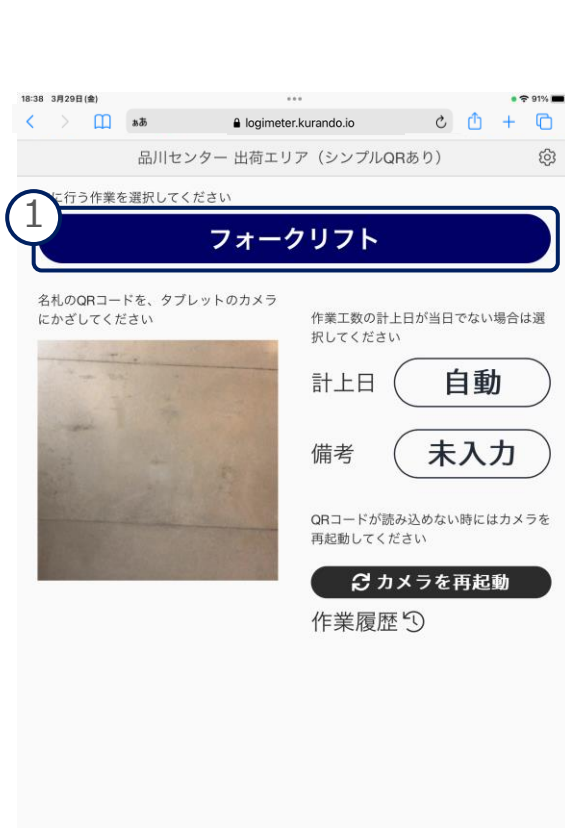 18:38 3月29日(金)
91%
ぁあ
logimeter.kurando.io
品川センター 出荷エリア（シンプルQRあり）
に行う作業を選択してください
1
フォークリフト
名札のQRコードを、タブレットのカメラ
にかざしてください
作業工数の計上日が当日でない場合は選
択してください
計上日
自動
備考
未入力
QRコードが読み込めない時にはカメラを
再起動してください
カメラを再起動
作業履歴